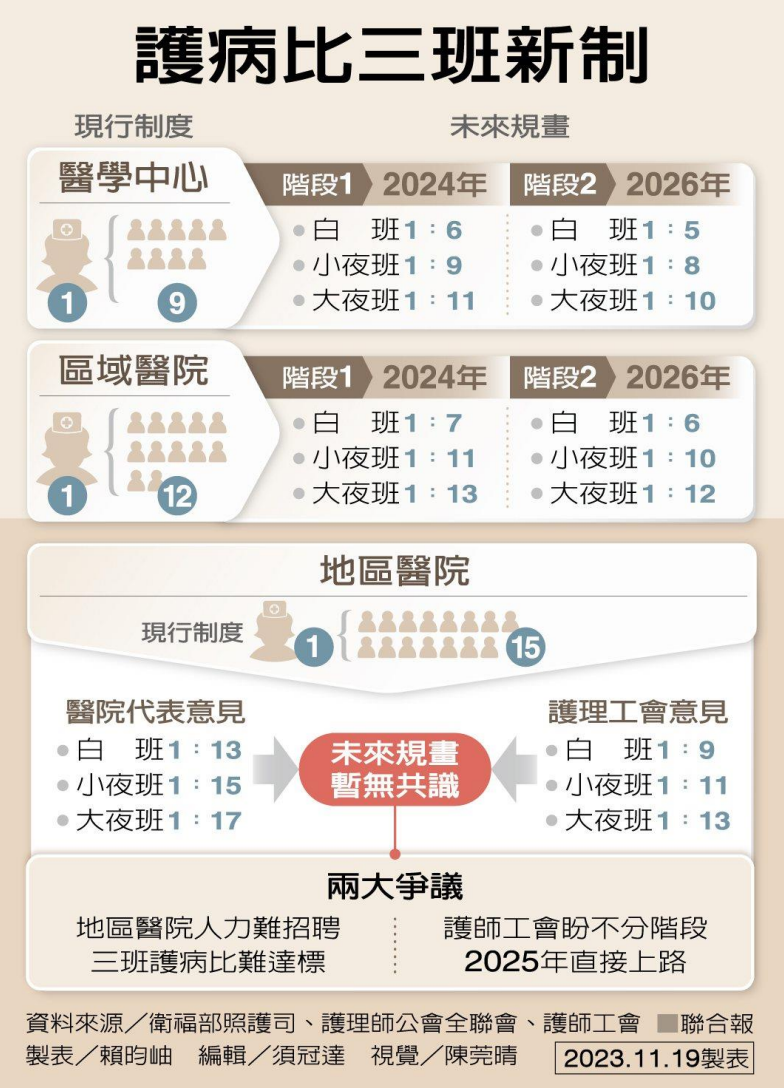 護病比三班新制
現行制度
未來規畫
醫學中心
1
9
階段1 2024年
白 班1：6
小夜班1：9
大夜班1：11
階段2 2026年
白 班1：5
小夜班1：8
大夜班1：10
區域醫院
1
12
階段1 2024年
白 班1：7
小夜班1：11
大夜班1：13
階段2 2026年
白 班1：6
小夜班1：10
大夜班1：12
地區醫院
現行制度
1
15
醫院代表意見
白 班1：13
小夜班1：15
大夜班1：17
未來規畫
暫無共識
護理工會意見
白 班1：9
小夜班1：11
大夜班1：13
兩大爭議
地區醫院人力難招聘
三班護病比難達標
護師工會盼不分階段
2025年直接上路
資料來源／衛福部照護司、護理師公會全聯會、護師工會 ■聯合報
製表／賴昀岫 編輯／須冠達 視覺／陳莞晴 2023.11.19製表